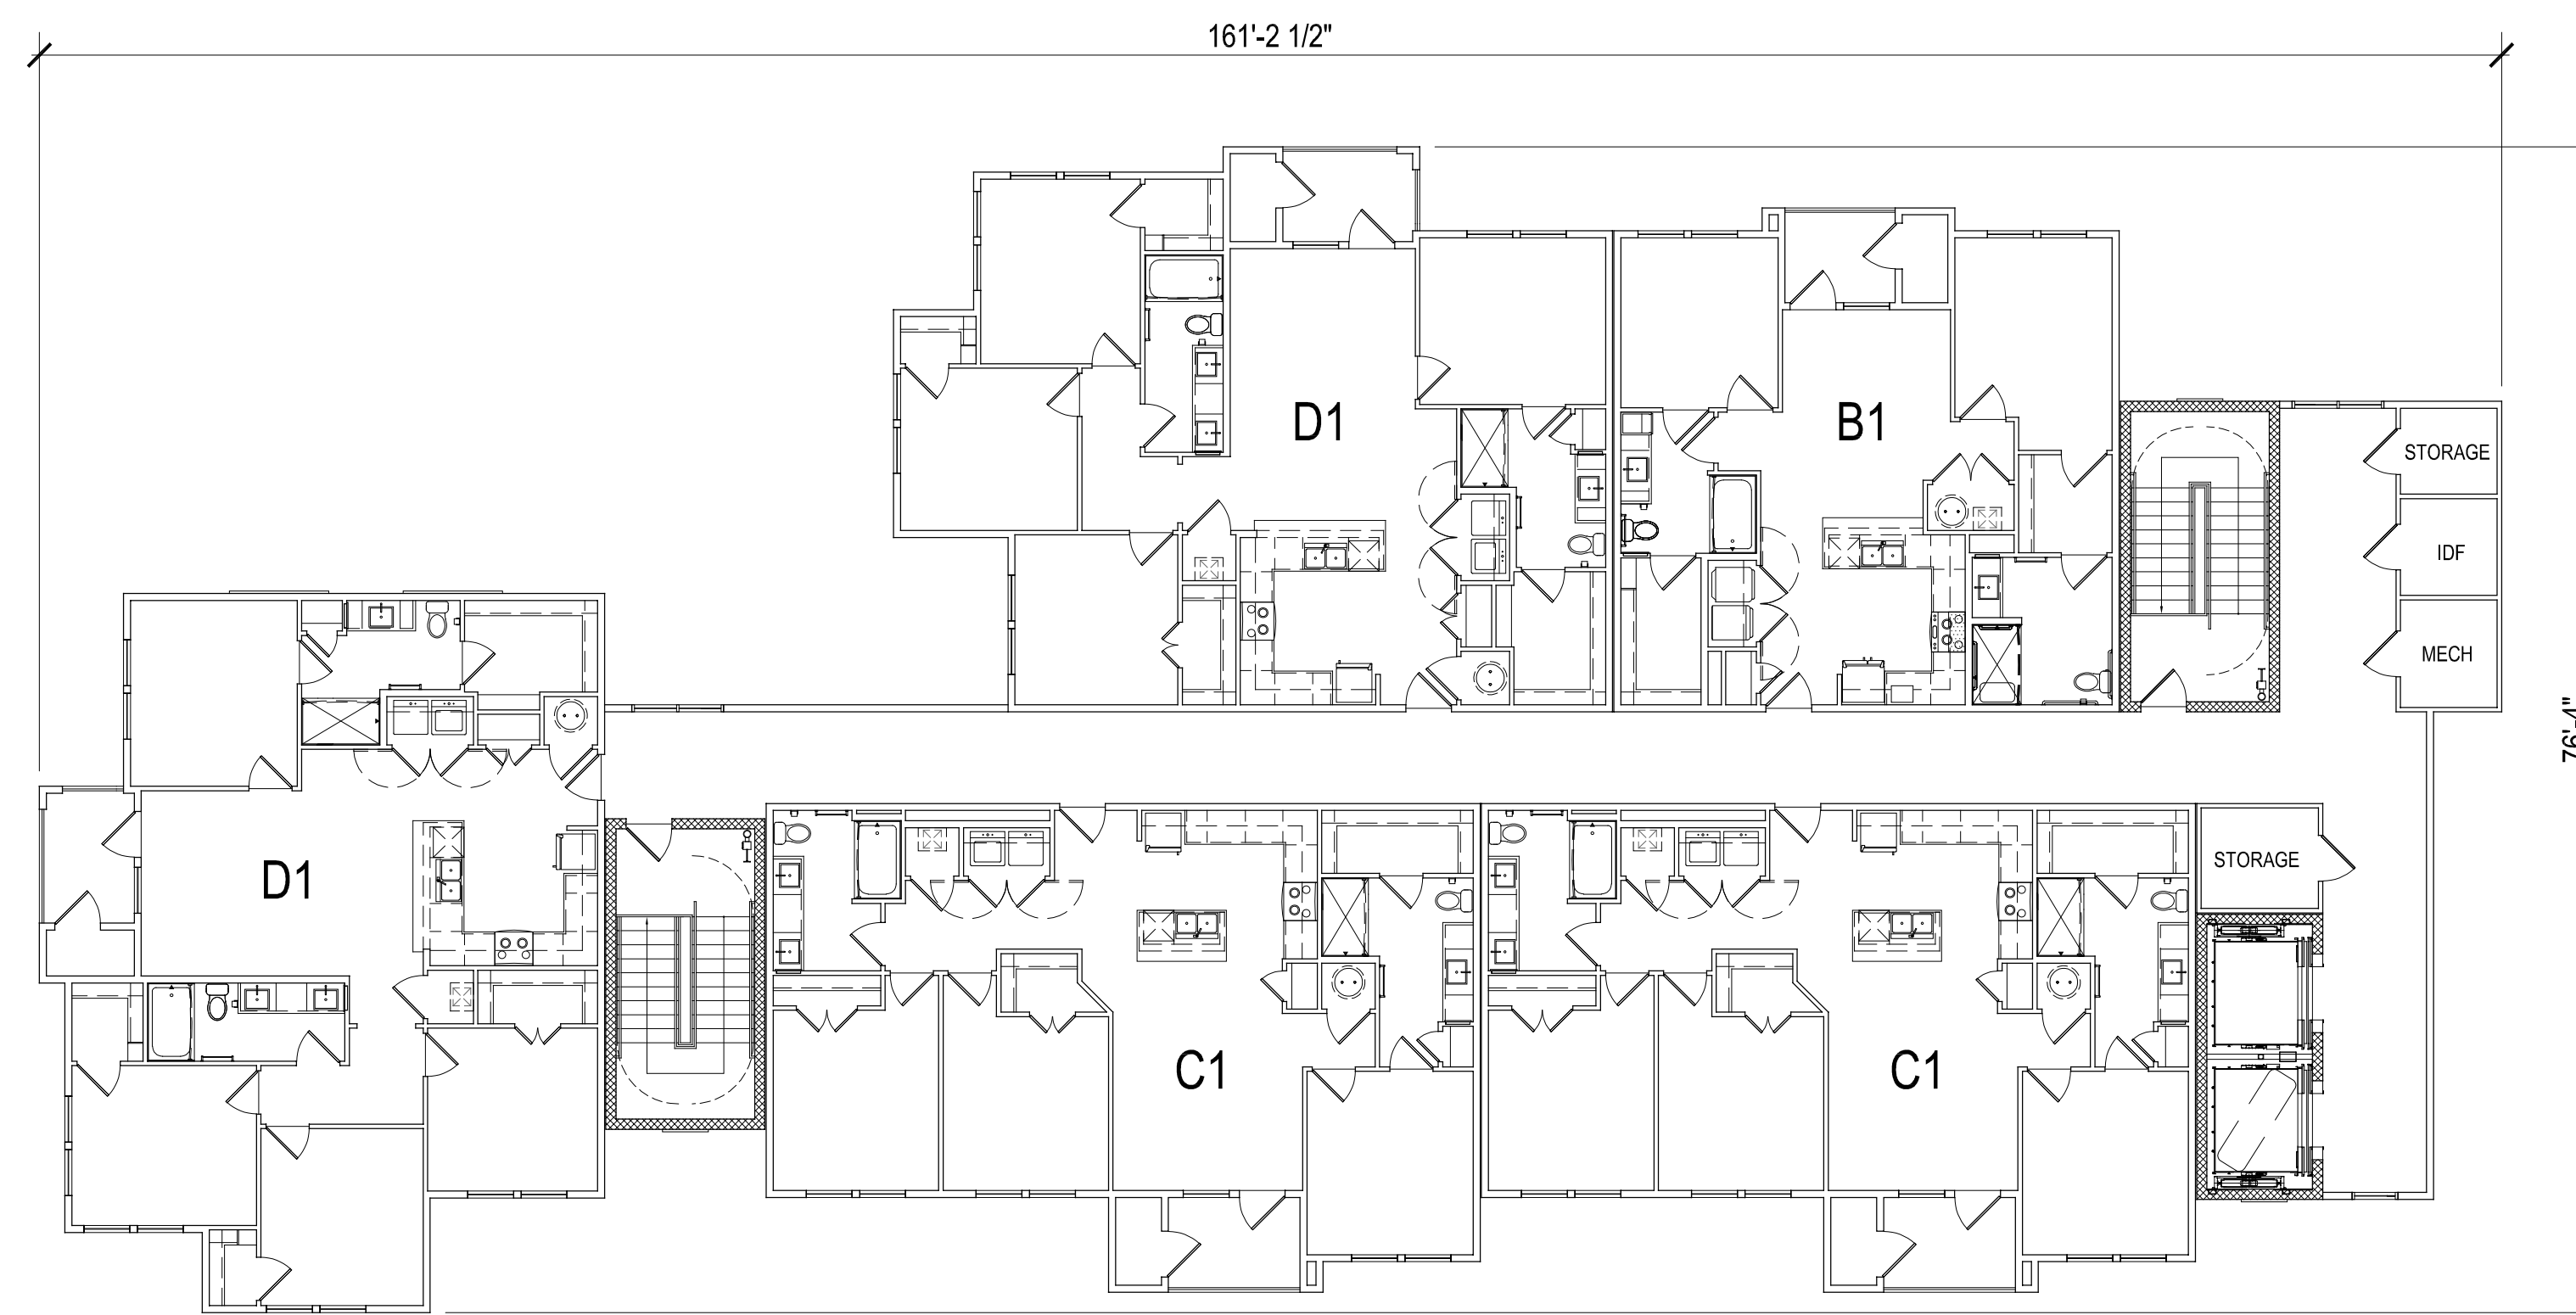 161'-2 1/2"
D1
B1
STORAGE
IDF
MECH
76'-4"
D1
STORAGE
C1
C1